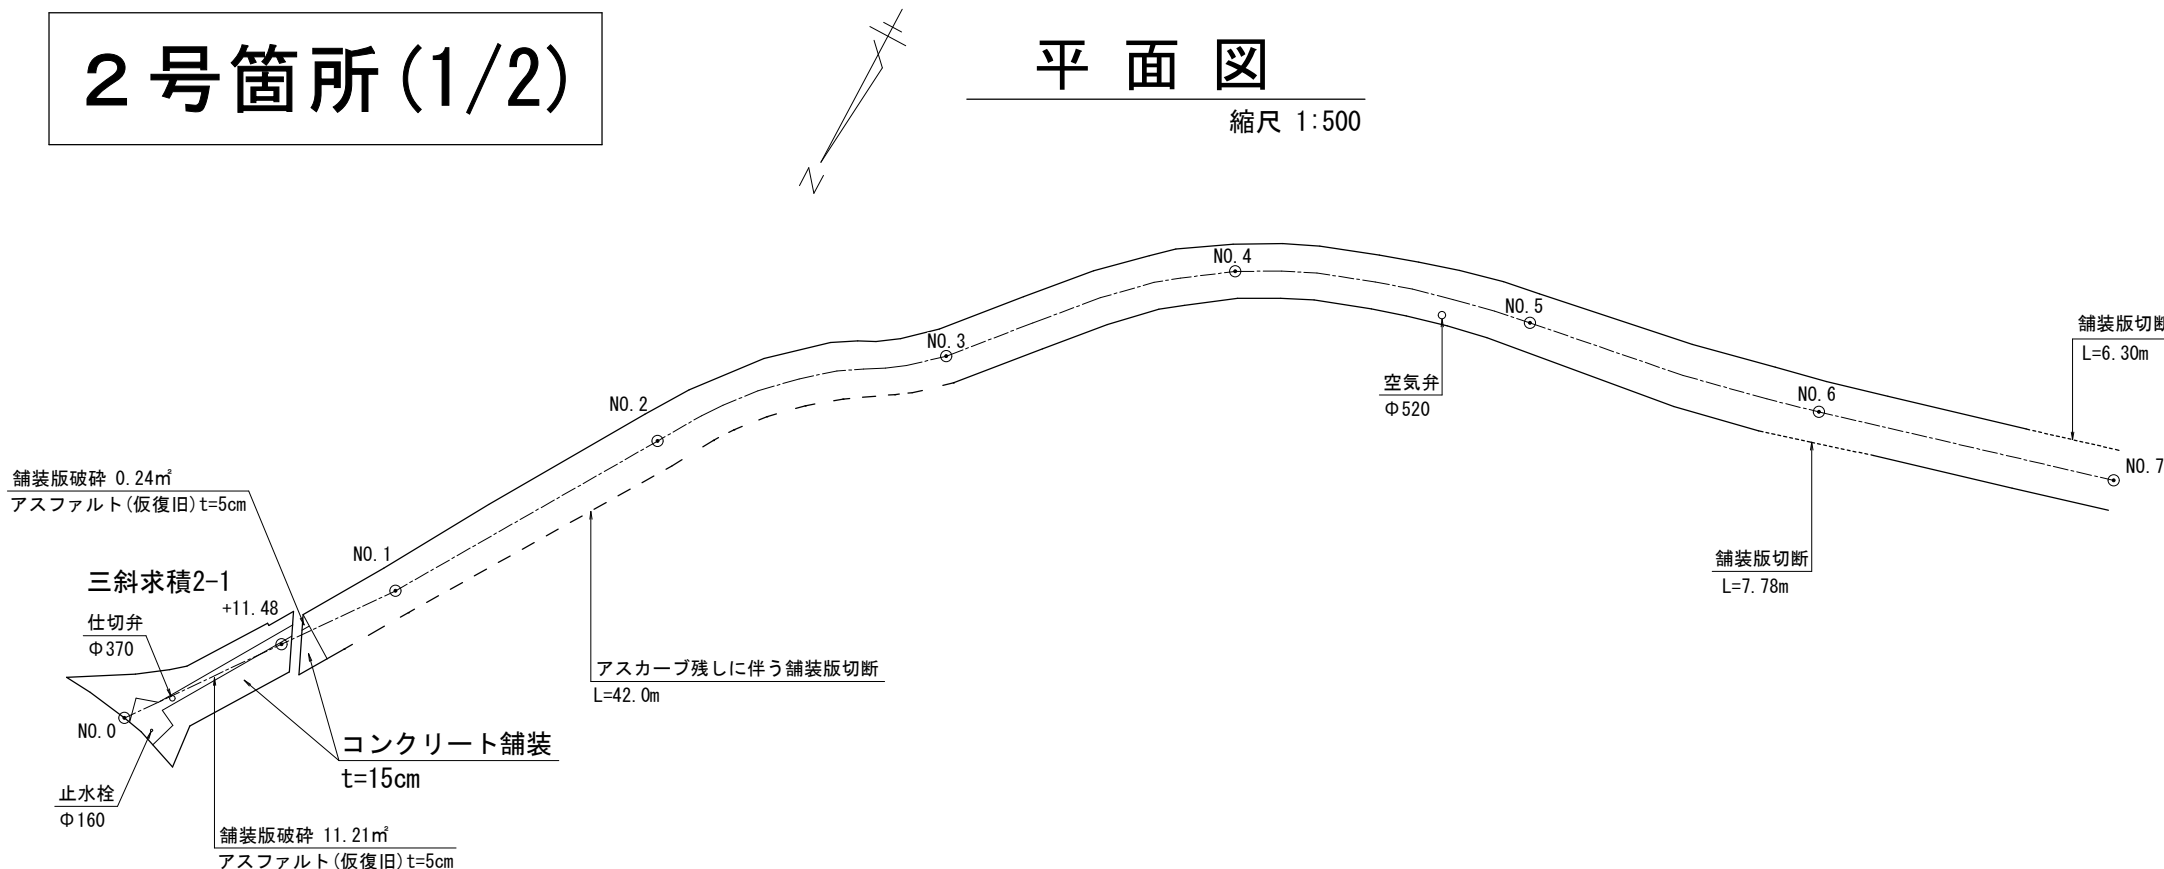 2号箇所(1/2)
平面図
縮尺 1:500
N
NO.4
NO.5
舗装版切断
L=6.30m
NO.3
空気弁
Φ520
NO.6
NO.2
NO.7
舗装版破砕 0.24㎡
アスファルト(仮復旧)t=5cm
NO.1
舗装版切断
L=7.78m
三斜求積2-1
+11.48
仕切弁
Φ370
アスカーブ残しに伴う舗装版切断
L=42.0m
NO.0
コンクリート舗装
t=15cm
止水栓
Φ160
舗装版破砕 11.21㎡
アスファルト(仮復旧)t=5cm